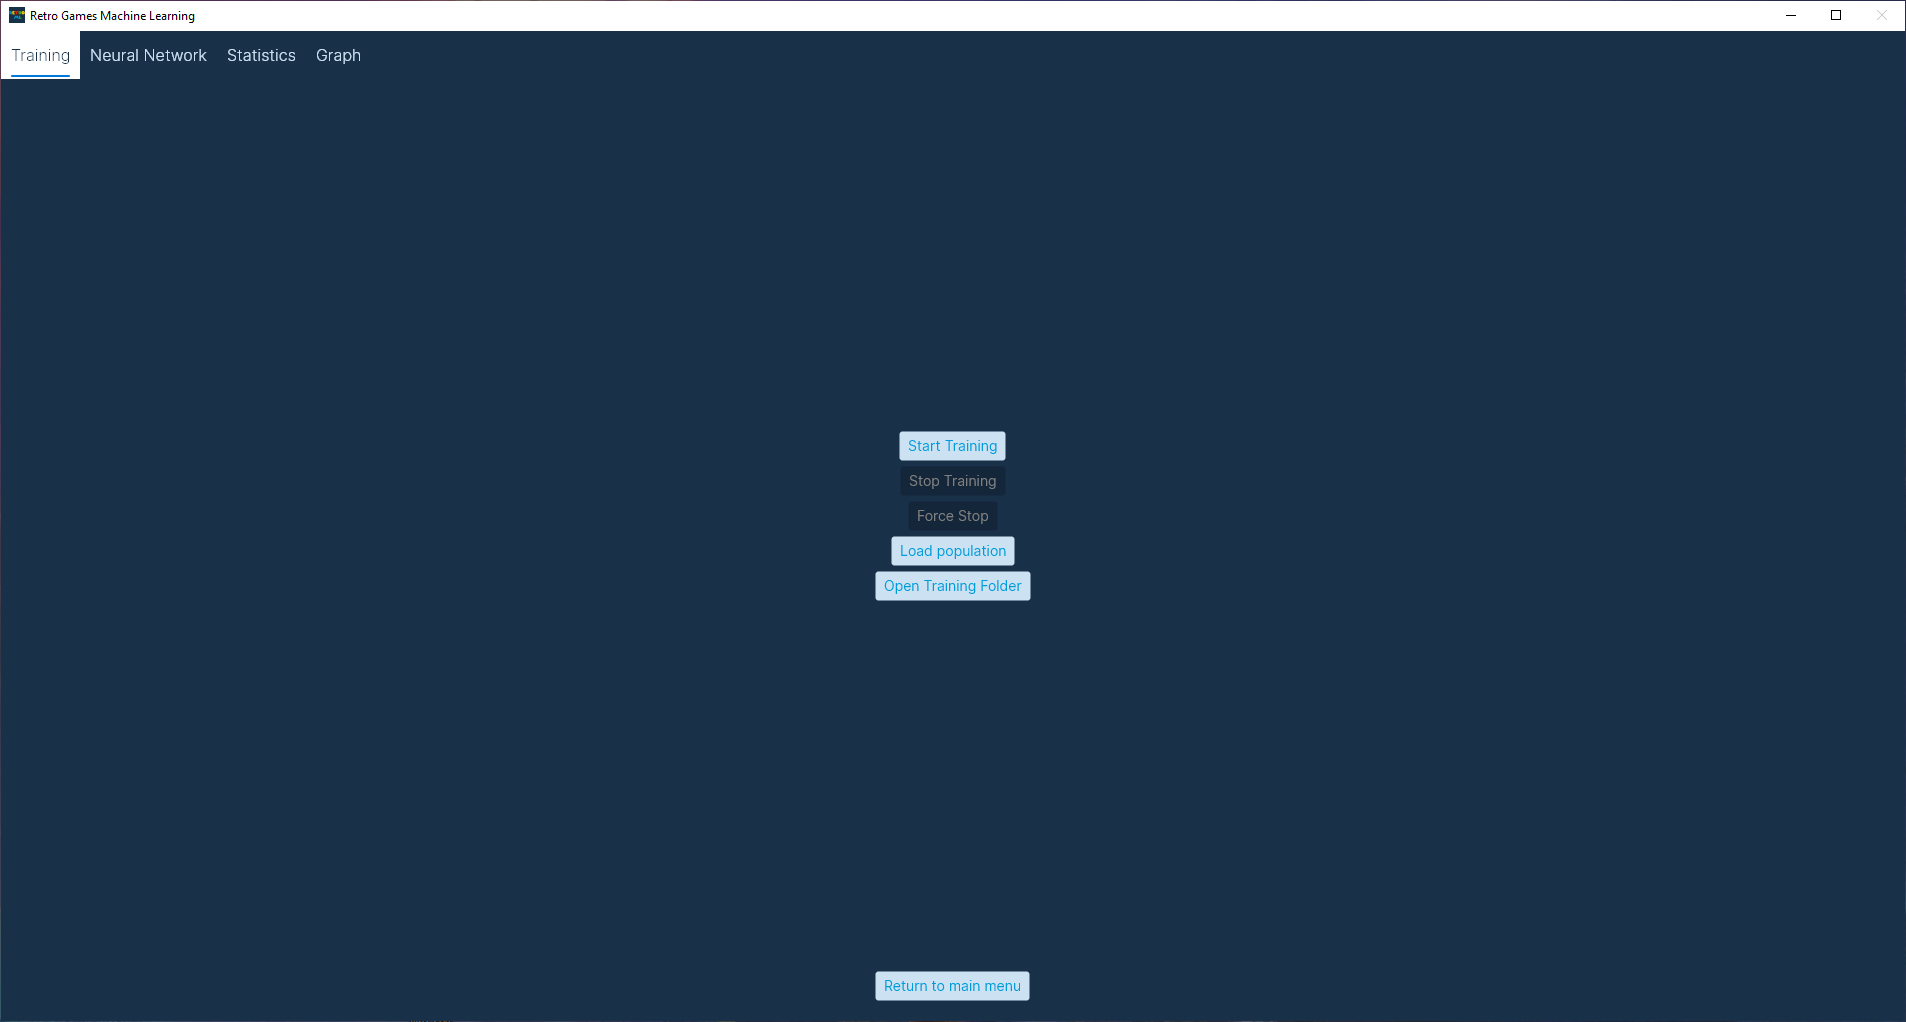 Retro Games Machine Learning
Training Neural Network Statistics Graph
Start Training
Stop Training
Force Stop
Load population
Open Training Folder
Return to main menu